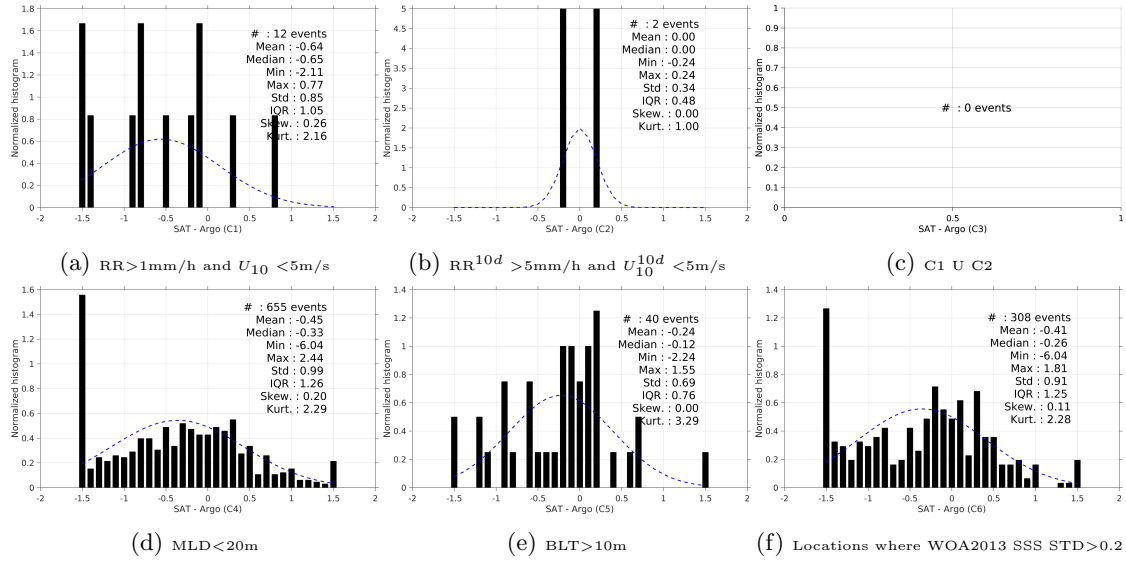 1.8
1.6
1.4
1.2
1
0.8
0.6
0.4
0.2
0
Normalized histogram
# : 12 events
Mean : -0.64
Median : -0.65
Min : -2.11
Max : 0.77
Std : 0.85
IQR : 1.05
Skew. : 0.26
Kurt. : 2.16
-2 -1.5 -1 -0.5 0 0.5 1 1.5 2
SAT - Argo (C1)
(a) RR>1mm/h and U10 <5m/s
5
4.5
4
3.5
3
2.5
2
1.5
1
0.5
0
Normalized histogram
# : 2 events
Mean : 0.00
Median : 0.00
Min : -0.24
Max : 0.24
Std : 0.34
IQR : 0.48
Skew. : 0.00
Kurt. : 1.00
-2 -1.5 -1 -0.5 0 0.5 1 1.5 2
SAT - Argo (C2)
(b) RR^10d >5mm/h and U10^10d <5m/s
1
0.9
0.8
0.7
0.6
0.5
0.4
0.3
0.2
0.1
0
Normalized histogram
# : 0 events
0 0.5 1
SAT - Argo (C3)
(c) C1 U C2
1.6
1.4
1.2
1
0.8
0.6
0.4
0.2
0
Normalized histogram
# : 655 events
Mean : -0.45
Median : -0.33
Min : -6.04
Max : 2.44
Std : 0.99
IQR : 1.26
Skew. : 0.20
Kurt. : 2.29
-2 -1.5 -1 -0.5 0 0.5 1 1.5 2
SAT - Argo (C4)
(d) MLD<20m
1.4
1.2
1
0.8
0.6
0.4
0.2
0
Normalized histogram
# : 40 events
Mean : -0.24
Median : -0.12
Min : -2.24
Max : 1.55
Std : 0.69
IQR : 0.76
Skew. : 0.00
Kurt. : 3.29
-2 -1.5 -1 -0.5 0 0.5 1 1.5 2
SAT - Argo (C5)
(e) BLT>10m
1.4
1.2
1
0.8
0.6
0.4
0.2
0
Normalized histogram
# : 308 events
Mean : -0.41
Median : -0.26
Min : -6.04
Max : 1.81
Std : 0.91
IQR : 1.25
Skew. : 0.11
Kurt. : 2.28
-2 -1.5 -1 -0.5 0 0.5 1 1.5 2
SAT - Argo (C6)
(f) Locations where WOA2013 SSS STD>0.2